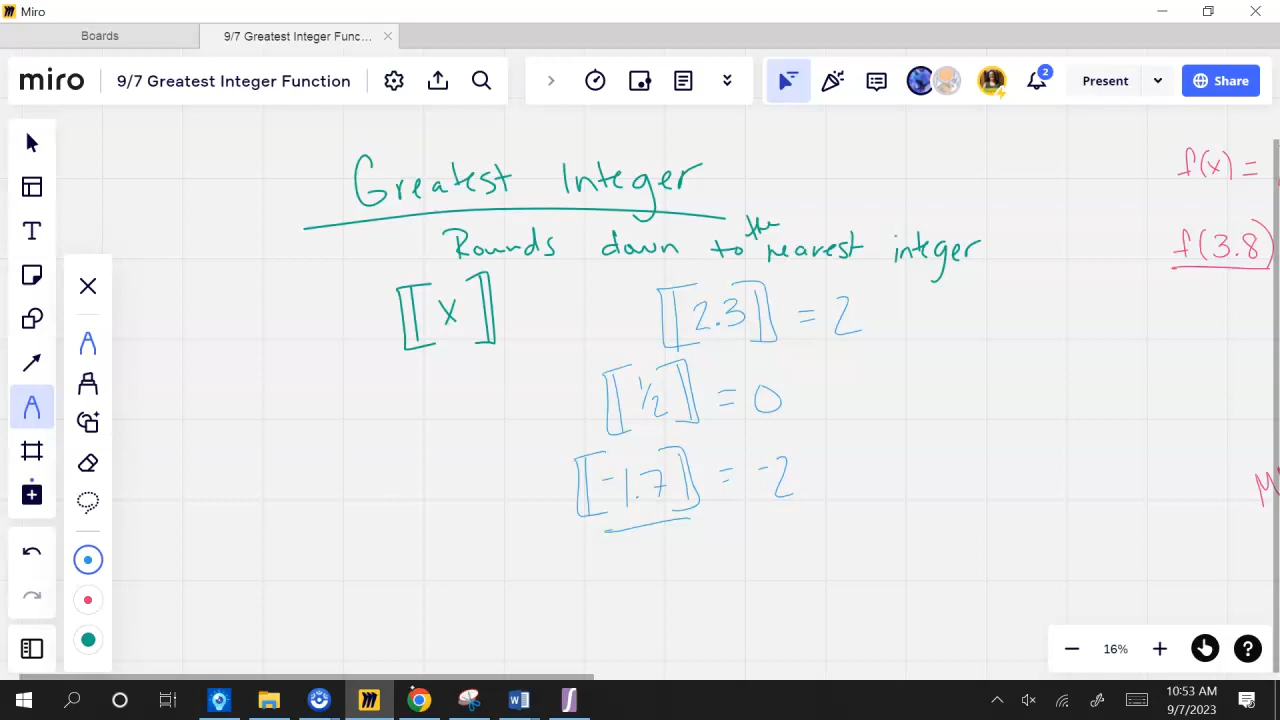 Miro
Boards
9/7 Greatest Integer Func...
miro
9/7 Greatest Integer Function
2
Present
Share
Greatest Integer
Rounds down to the nearest integer
[[x]]
[[2.3]] = 2
[[1/2]] = 0
[[-1.7]] = -2
f(x) =
f(3.8)
16%
10:53 AM
9/7/2023